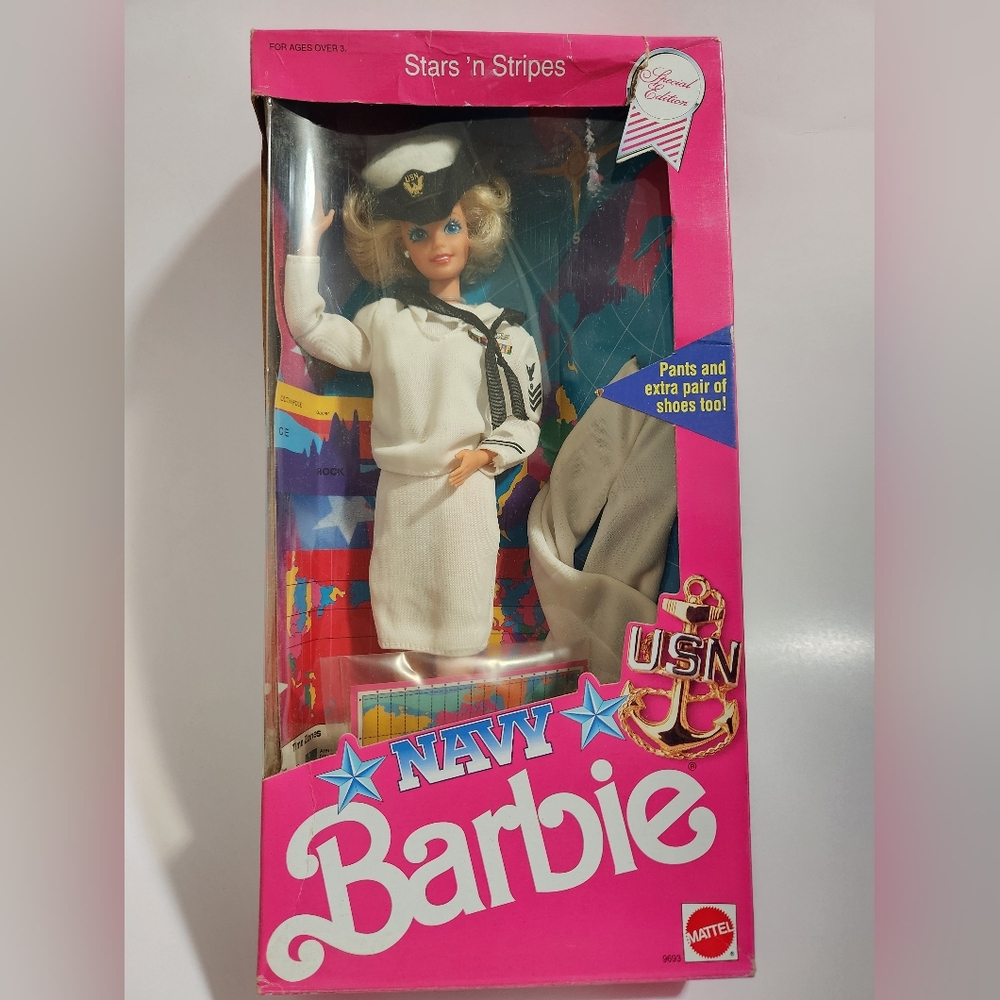 FOR AGES OVER 3.
Stars 'n Stripes™
Special
Edition
USN
S
Pants and
extra pair of
shoes too!
USN
NAVY
Barbie®
MATTEL®
9693